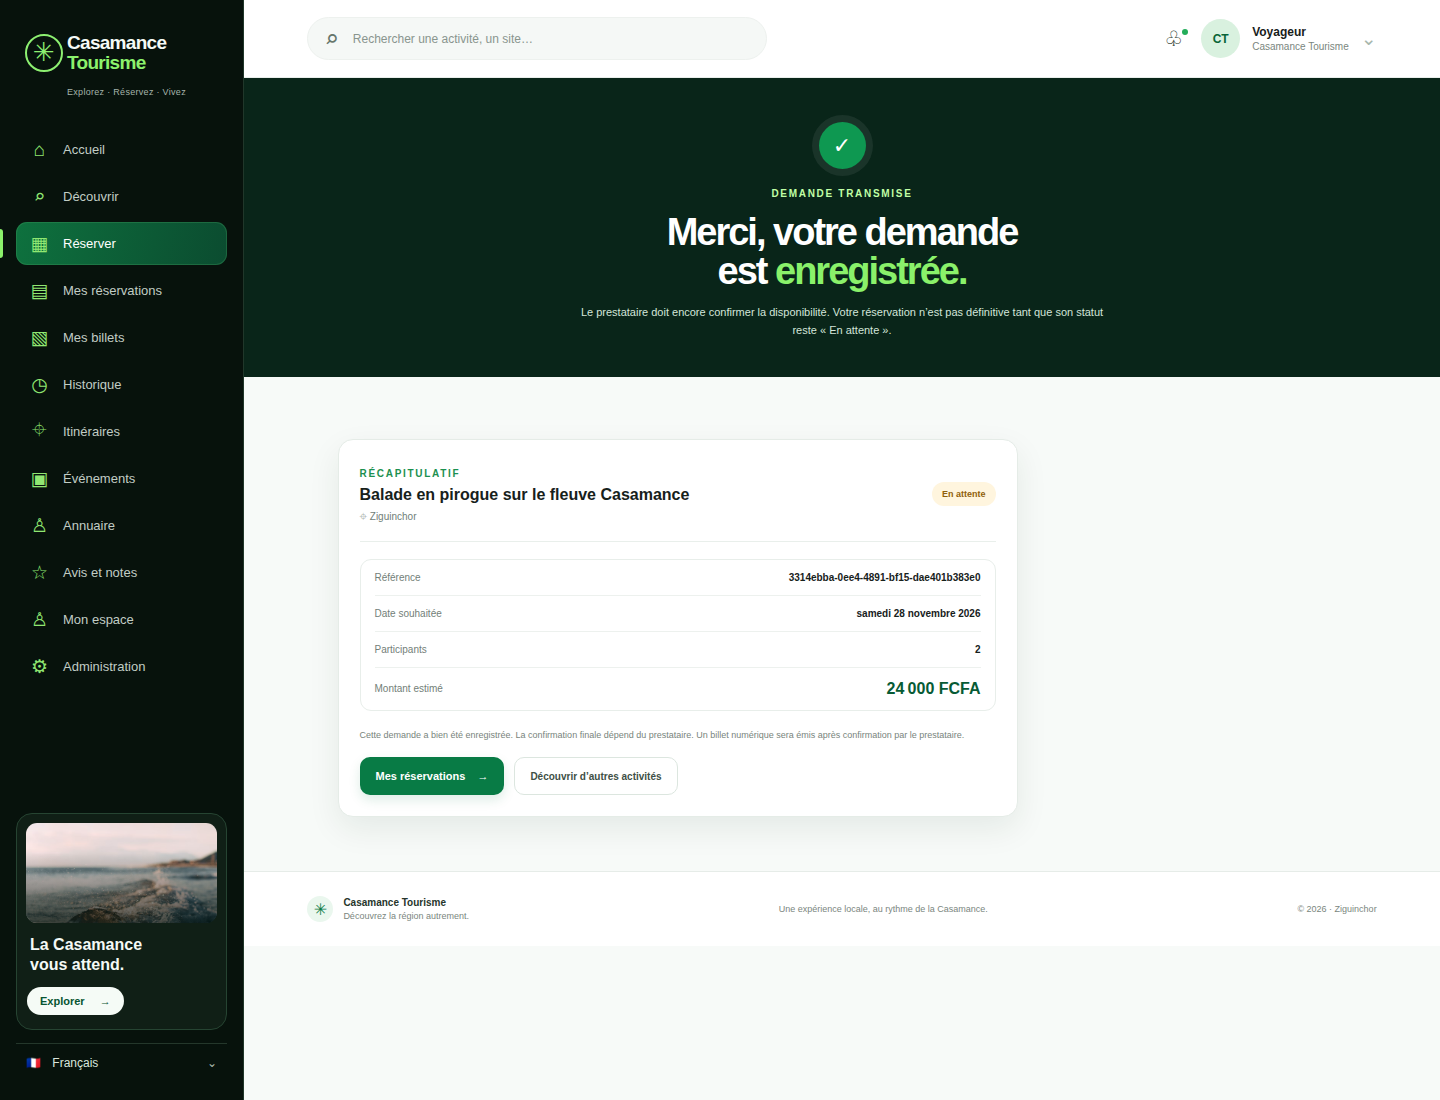 Casamance
Tourisme
Explorez · Réservez · Vivez
Accueil
Découvrir
Réserver
Mes réservations
Mes billets
Historique
Itinéraires
Événements
Annuaire
Avis et notes
Mon espace
Administration
La Casamance
vous attend.
Explorer →
Français
Rechercher une activité, un site…
CT
Voyageur
Casamance Tourisme
DEMANDE TRANSMISE
Merci, votre demande
est enregistrée.
Le prestataire doit encore confirmer la disponibilité. Votre réservation n’est pas définitive tant que son statut
reste « En attente ».
RÉCAPITULATIF
Balade en pirogue sur le fleuve Casamance
En attente
Ziguinchor
Référence 3314ebba-0ee4-4891-bf15-dae401b383e0
Date souhaitée samedi 28 novembre 2026
Participants 2
Montant estimé 24 000 FCFA
Cette demande a bien été enregistrée. La confirmation finale dépend du prestataire. Un billet numérique sera émis après confirmation par le prestataire.
Mes réservations →
Découvrir d’autres activités
Casamance Tourisme
Découvrez la région autrement.
Une expérience locale, au rythme de la Casamance.
© 2026 · Ziguinchor